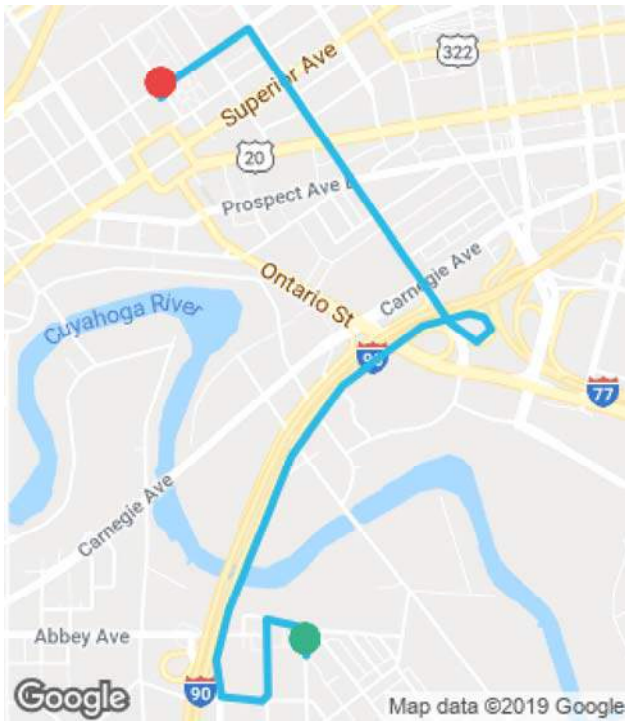 322
Superior Ave
20
Prospect Ave E
Carnegie Ave
Ontario St
Cuyahoga River
90
77
Carnegie Ave
Abbey Ave
90
Google
Map data ©2019 Google